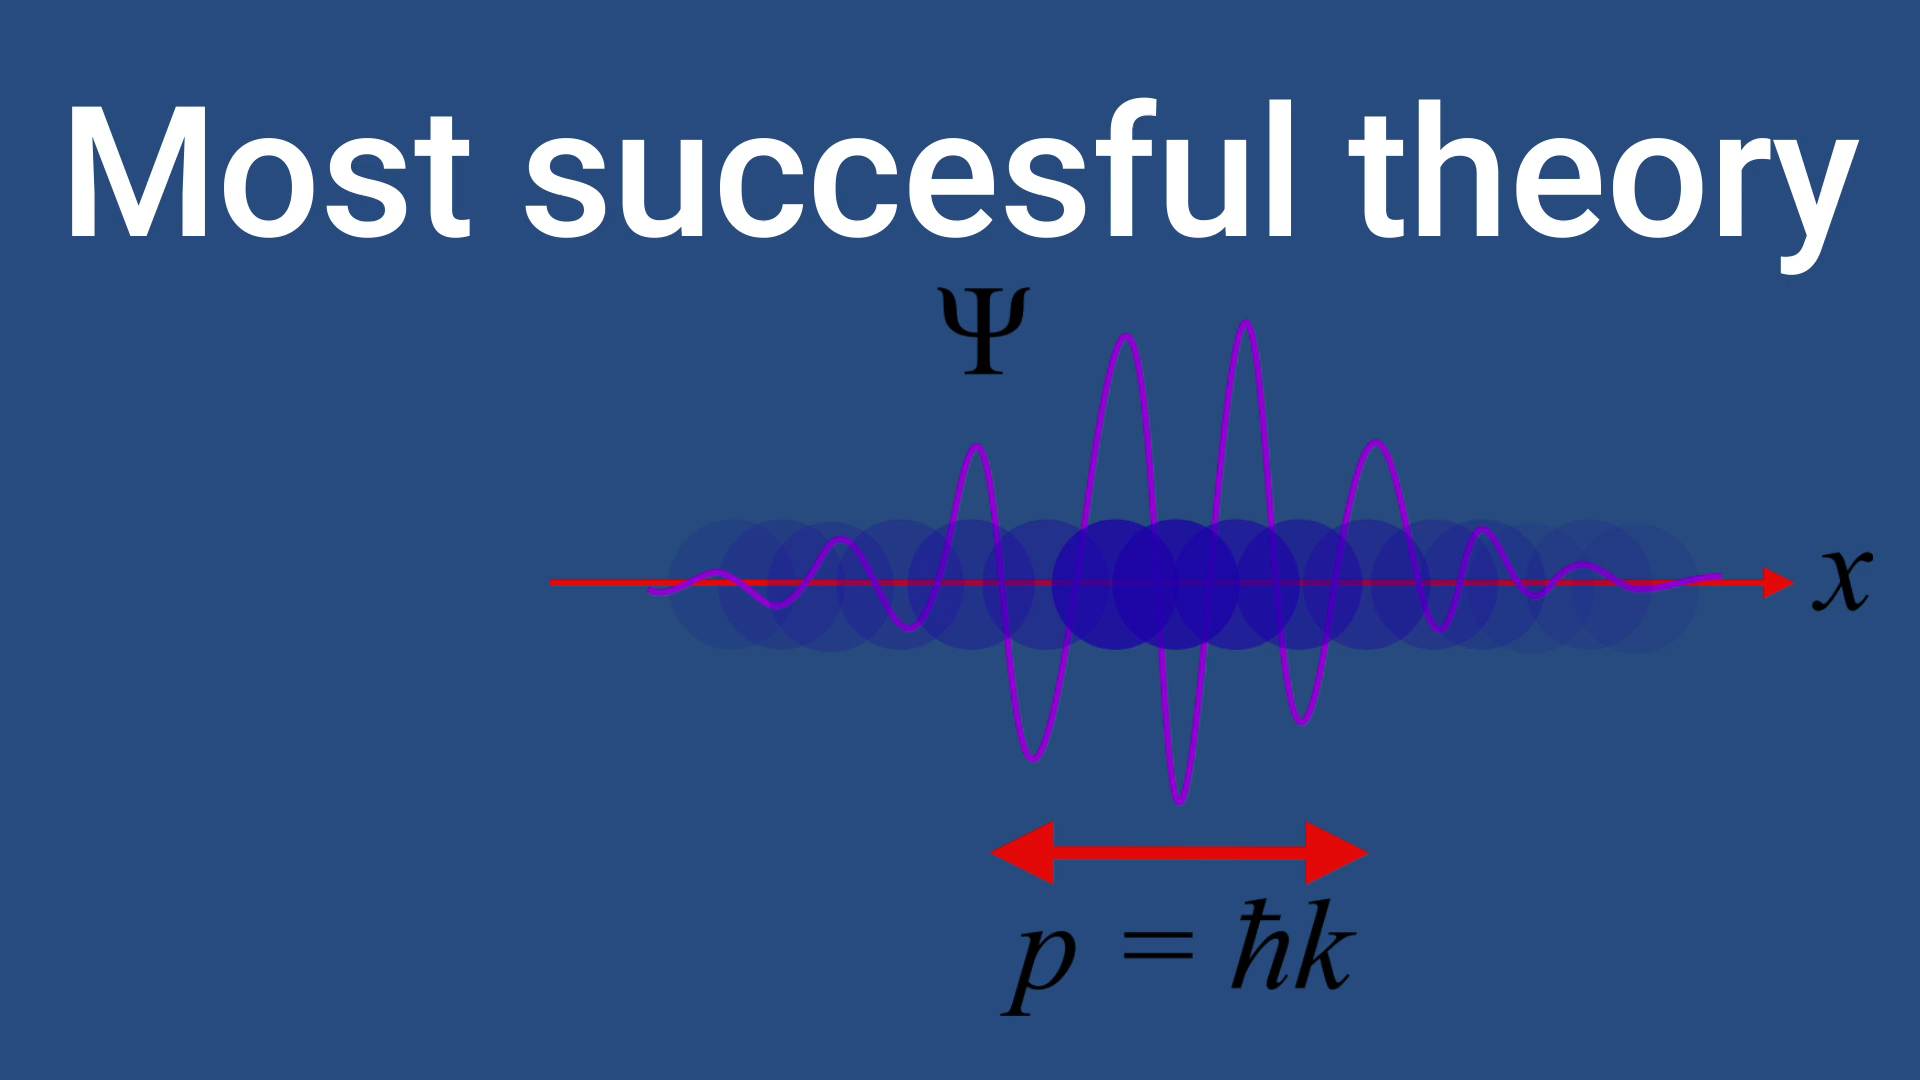 Most succesful theory
Ψ
x
p = ħk